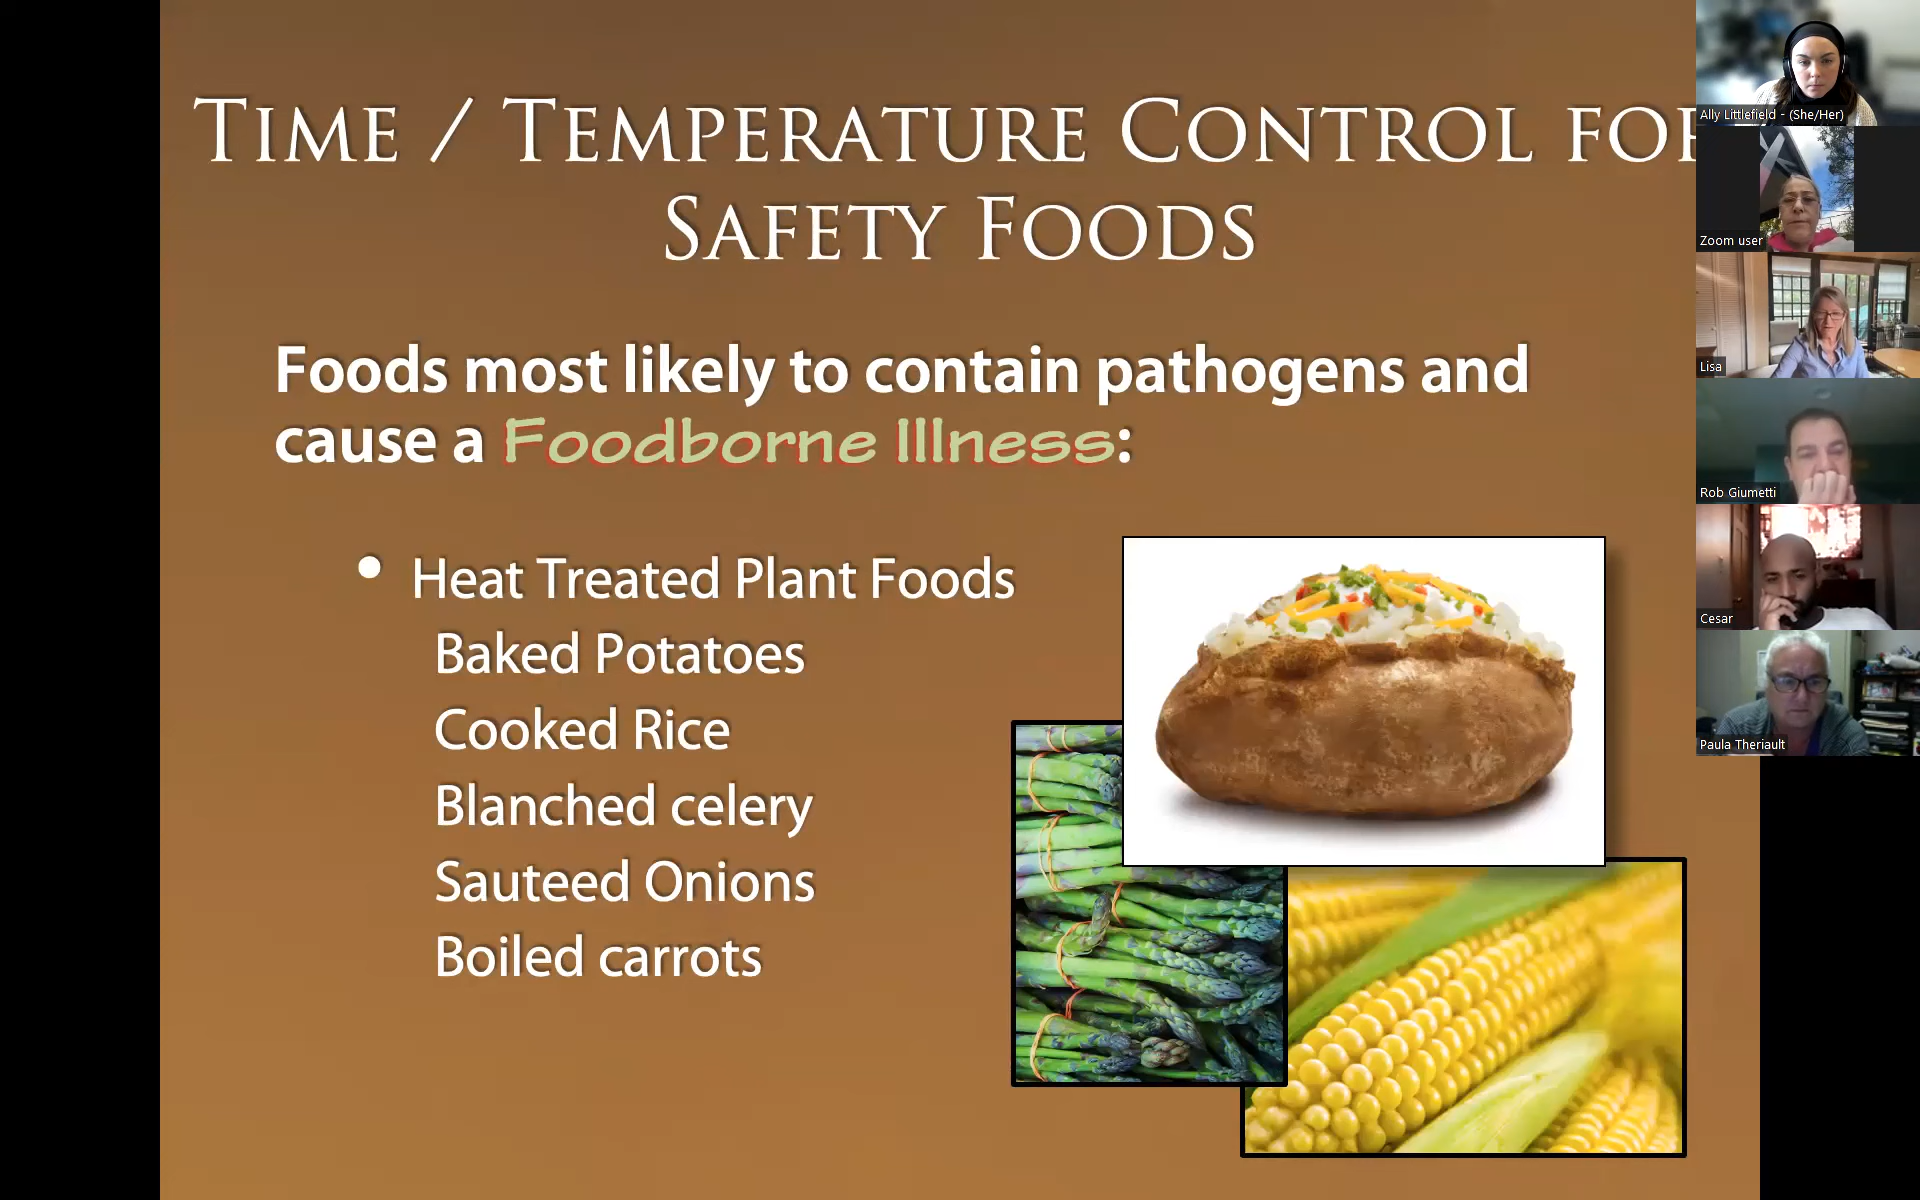 Time / Temperature Control for
Safety Foods
Foods most likely to contain pathogens and
cause a Foodborne Illness:
• Heat Treated Plant Foods
Baked Potatoes
Cooked Rice
Blanched celery
Sauteed Onions
Boiled carrots
Ally Littlefield - (She/Her)
Zoom user
Lisa
Rob Giumetti
Cesar
Paula Theriault